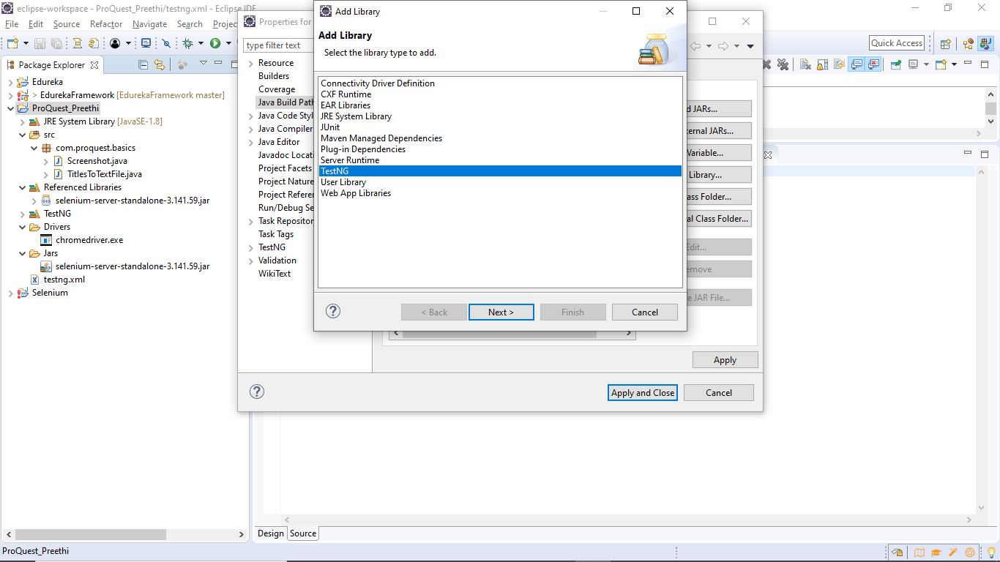 eclipse-workspace - ProQuest_Preethi/testng.xml - Eclipse IDE
File Edit Source Refactor Navigate Search Project
Quick Access
Package Explorer
Edureka
> EdurekaFramework [EdurekaFramework master]
ProQuest_Preethi
JRE System Library [JavaSE-1.8]
src
com.proquest.basics
Screenshot.java
TitlesToTextFile.java
Referenced Libraries
selenium-server-standalone-3.141.59.jar
TestNG
Drivers
chromedriver.exe
Jars
selenium-server-standalone-3.141.59.jar
testng.xml
Selenium
Properties for
type filter text
Resource
Builders
Coverage
Java Build Path
Java Code Styl
Java Compiler
Java Editor
Javadoc Locati
Project Facets
Project Nature
Project Referen
Run/Debug Se
Task Repositor
Task Tags
TestNG
Validation
WikiText
Add Library
Add Library
Select the library type to add.
Connectivity Driver Definition
CXF Runtime
EAR Libraries
JRE System Library
JUnit
Maven Managed Dependencies
Plug-in Dependencies
Server Runtime
TestNG
User Library
Web App Libraries
< Back Next > Finish Cancel
d JARs...
ternal JARs...
Variable...
Library...
ass Folder...
al Class Folder...
Edit...
emove
e JAR File...
Apply
Apply and Close Cancel
Design Source
ProQuest_Preethi